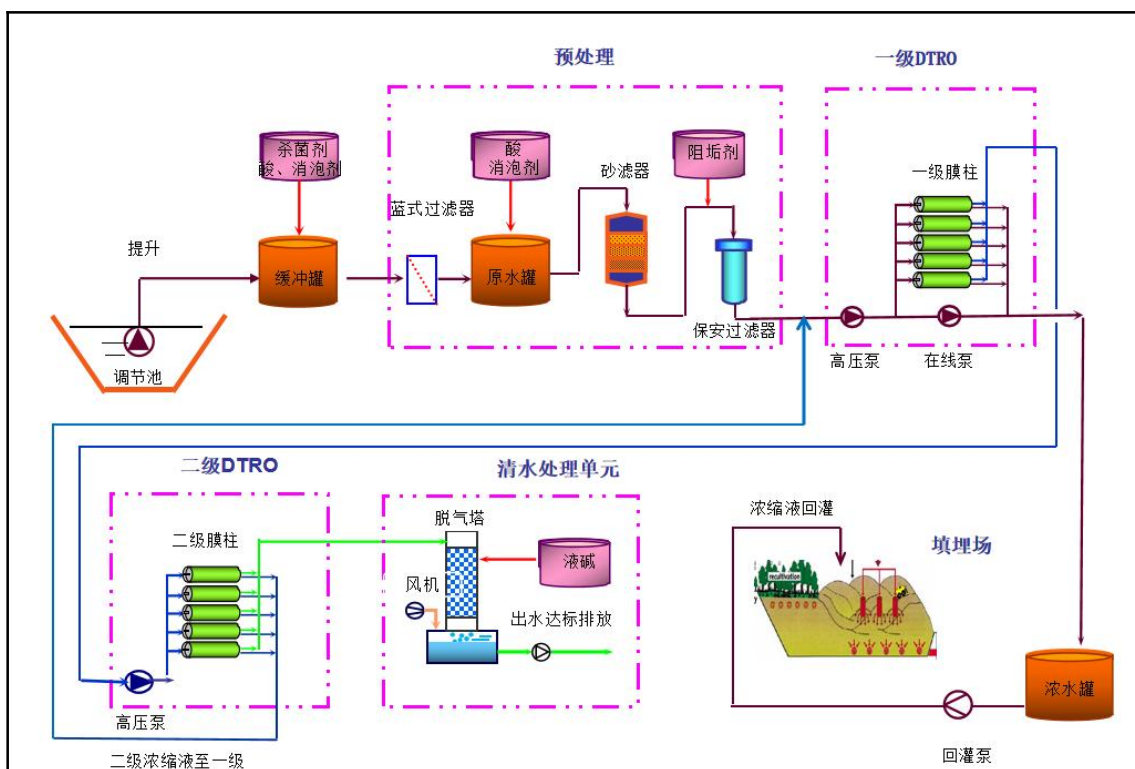 预处理
一级DTRO
杀菌剂
酸、消泡剂
酸
消泡剂
阻垢剂
砂滤器
一级膜柱
蓝式过滤器
提升
缓冲罐
原水罐
保安过滤器
高压泵
在线泵
调节池
二级DTRO
清水处理单元
脱气塔
浓缩液回灌
填埋场
二级膜柱
液碱
recultivation
风机
出水达标排放
浓水罐
高压泵
二级浓缩液至一级
回灌泵